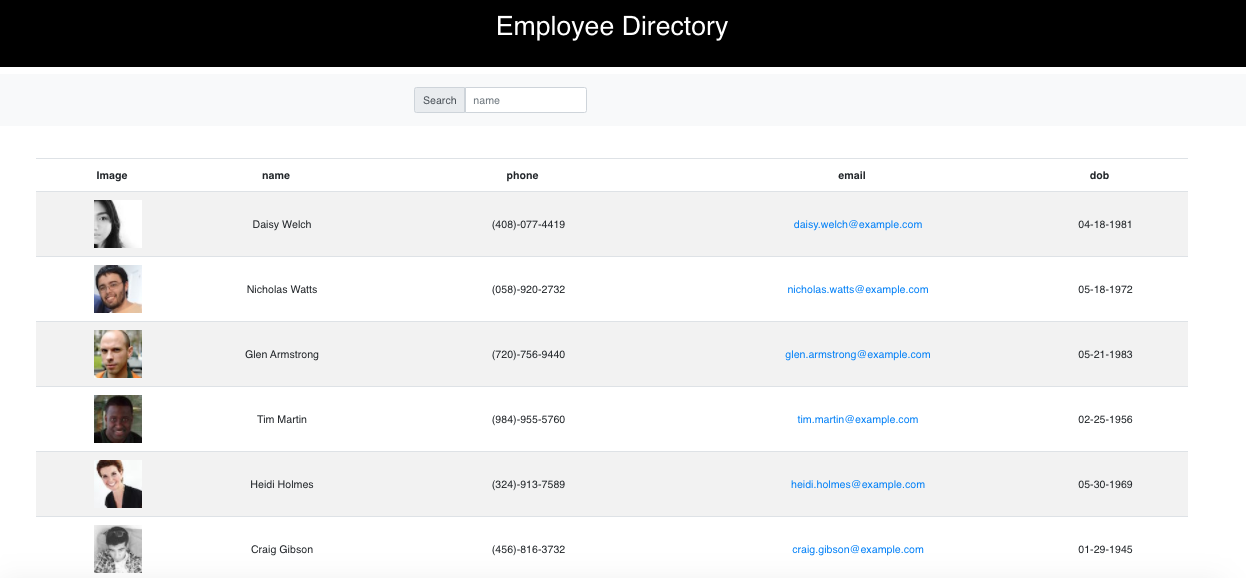 Employee Directory
Search name
Image name phone email dob
Daisy Welch (408)-077-4419 daisy.welch@example.com 04-18-1981
Nicholas Watts (058)-920-2732 nicholas.watts@example.com 05-18-1972
Glen Armstrong (720)-756-9440 glen.armstrong@example.com 05-21-1983
Tim Martin (984)-955-5760 tim.martin@example.com 02-25-1956
Heidi Holmes (324)-913-7589 heidi.holmes@example.com 05-30-1969
Craig Gibson (456)-816-3732 craig.gibson@example.com 01-29-1945